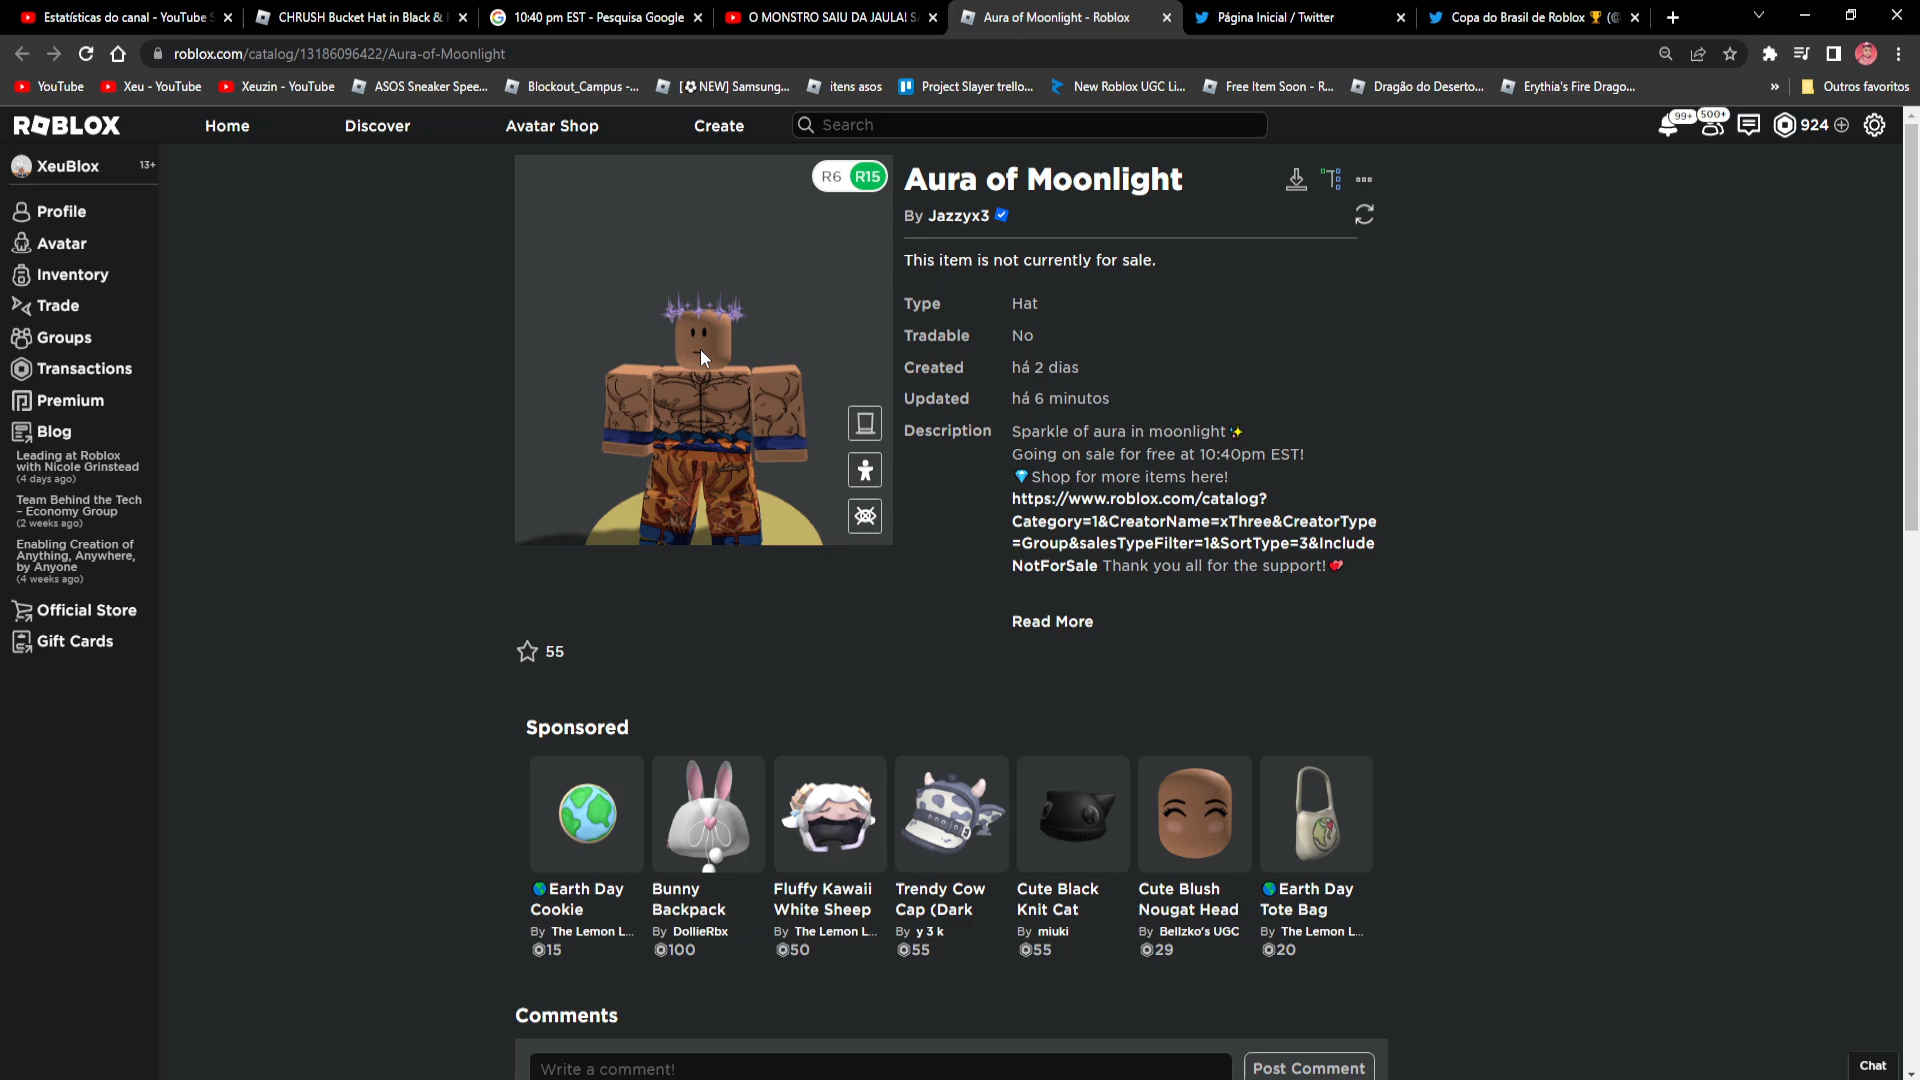 Estatísticas do canal - YouTube S
CHRUSH Bucket Hat in Black &
10:40 pm EST - Pesquisa Google
O MONSTRO SAIU DA JAULA! S
Aura of Moonlight - Roblox
Página Inicial / Twitter
Copa do Brasil de Roblox 🏆 (@
roblox.com/catalog/13186096422/Aura-of-Moonlight
YouTube
Xeu - YouTube
Xeuzin - YouTube
ASOS Sneaker Spee...
Blockout_Campus -...
[⚽NEW] Samsung...
itens asos
Project Slayer trello...
New Roblox UGC Li...
Free Item Soon - R...
Dragão do Deserto...
Erythia's Fire Drago...
»
Outros favoritos
ROBLOX
Home
Discover
Avatar Shop
Create
Search
99+
500+
924
XeuBlox
13+
Profile
Avatar
Inventory
Trade
Groups
Transactions
Premium
Blog
Leading at Roblox
with Nicole Grinstead
(4 days ago)
Team Behind the Tech
– Economy Group
(2 weeks ago)
Enabling Creation of
Anything, Anywhere,
by Anyone
(4 weeks ago)
Official Store
Gift Cards
R6 R15
Aura of Moonlight
By Jazzyx3
This item is not currently for sale.
Type Hat
Tradable No
Created há 2 dias
Updated há 6 minutos
Description Sparkle of aura in moonlight✨
Going on sale for free at 10:40pm EST!
💎Shop for more items here!
https://www.roblox.com/catalog?
Category=1&CreatorName=xThree&CreatorType
=Group&salesTypeFilter=1&SortType=3&Include
NotForSale Thank you all for the support!💕
Read More
55
Sponsored
🌎Earth Day
Cookie
By The Lemon L...
15
Bunny
Backpack
By DollieRbx
100
Fluffy Kawaii
White Sheep
By The Lemon L...
50
Trendy Cow
Cap (Dark
By y 3 k
55
Cute Black
Knit Cat
By miuki
55
Cute Blush
Nougat Head
By Bellzko's UGC
29
🌎Earth Day
Tote Bag
By The Lemon L...
20
Comments
Write a comment!
Post Comment
Chat